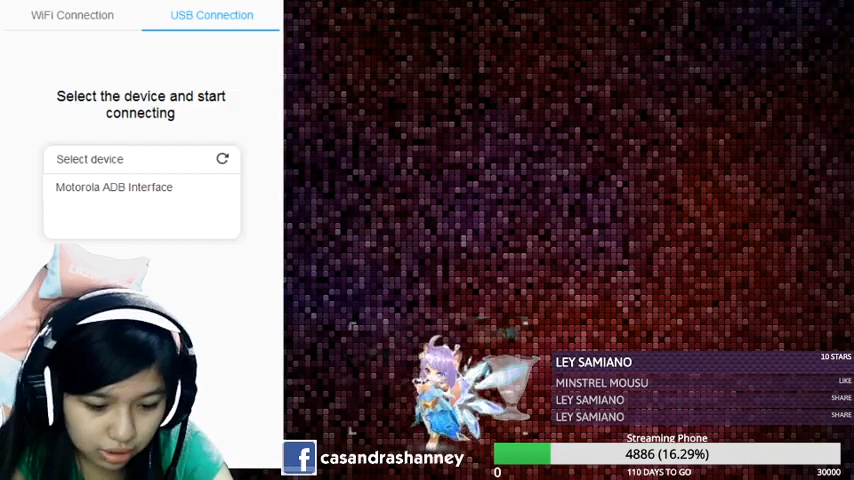 WiFi Connection
USB Connection
Select the device and start
connecting
Select device
Motorola ADB Interface
LEY SAMIANO 10 STARS
MINSTREL MOUSU LIKE
LEY SAMIANO SHARE
LEY SAMIANO SHARE
Streaming Phone
4886 (16.29%)
0 110 DAYS TO GO 30000
casandrashanney